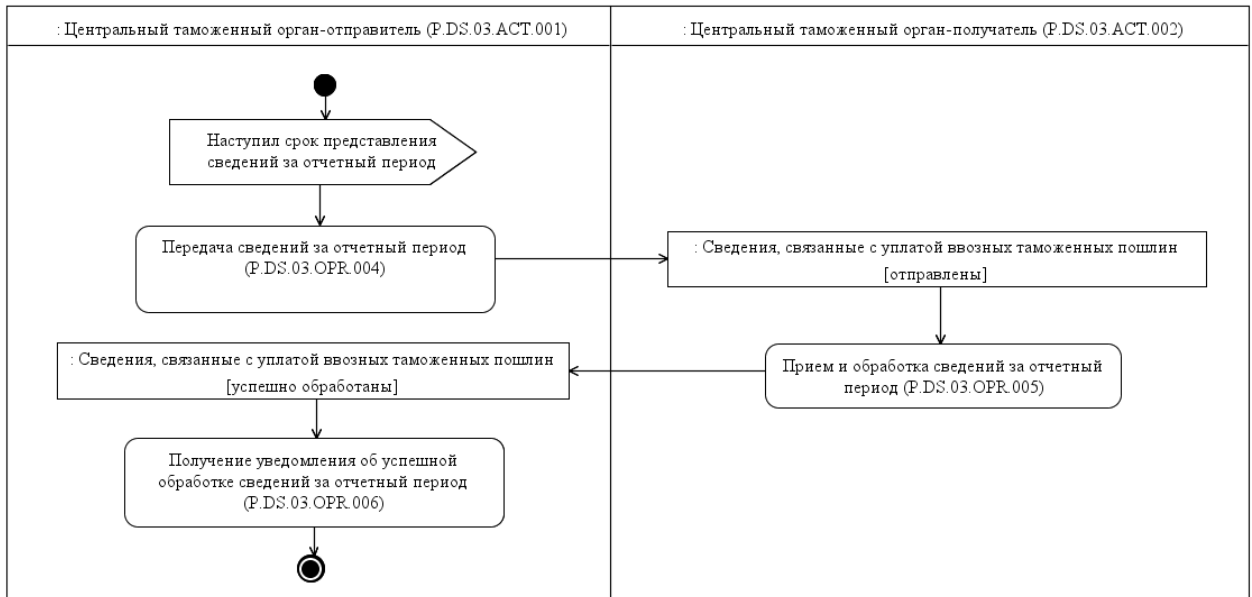 : Центральный таможенный орган-отправитель (P.DS.03.ACT.001)
: Центральный таможенный орган-получатель (P.DS.03.ACT.002)
Наступил срок представления
сведений за отчетный период
Передача сведений за отчетный период
(P.DS.03.OPR.004)
: Сведения, связанные с уплатой ввозных таможенных пошлин
[отправлены]
Прием и обработка сведений за отчетный
период (P.DS.03.OPR.005)
: Сведения, связанные с уплатой ввозных таможенных пошлин
[успешно обработаны]
Получение уведомления об успешной
обработке сведений за отчетный период
(P.DS.03.OPR.006)